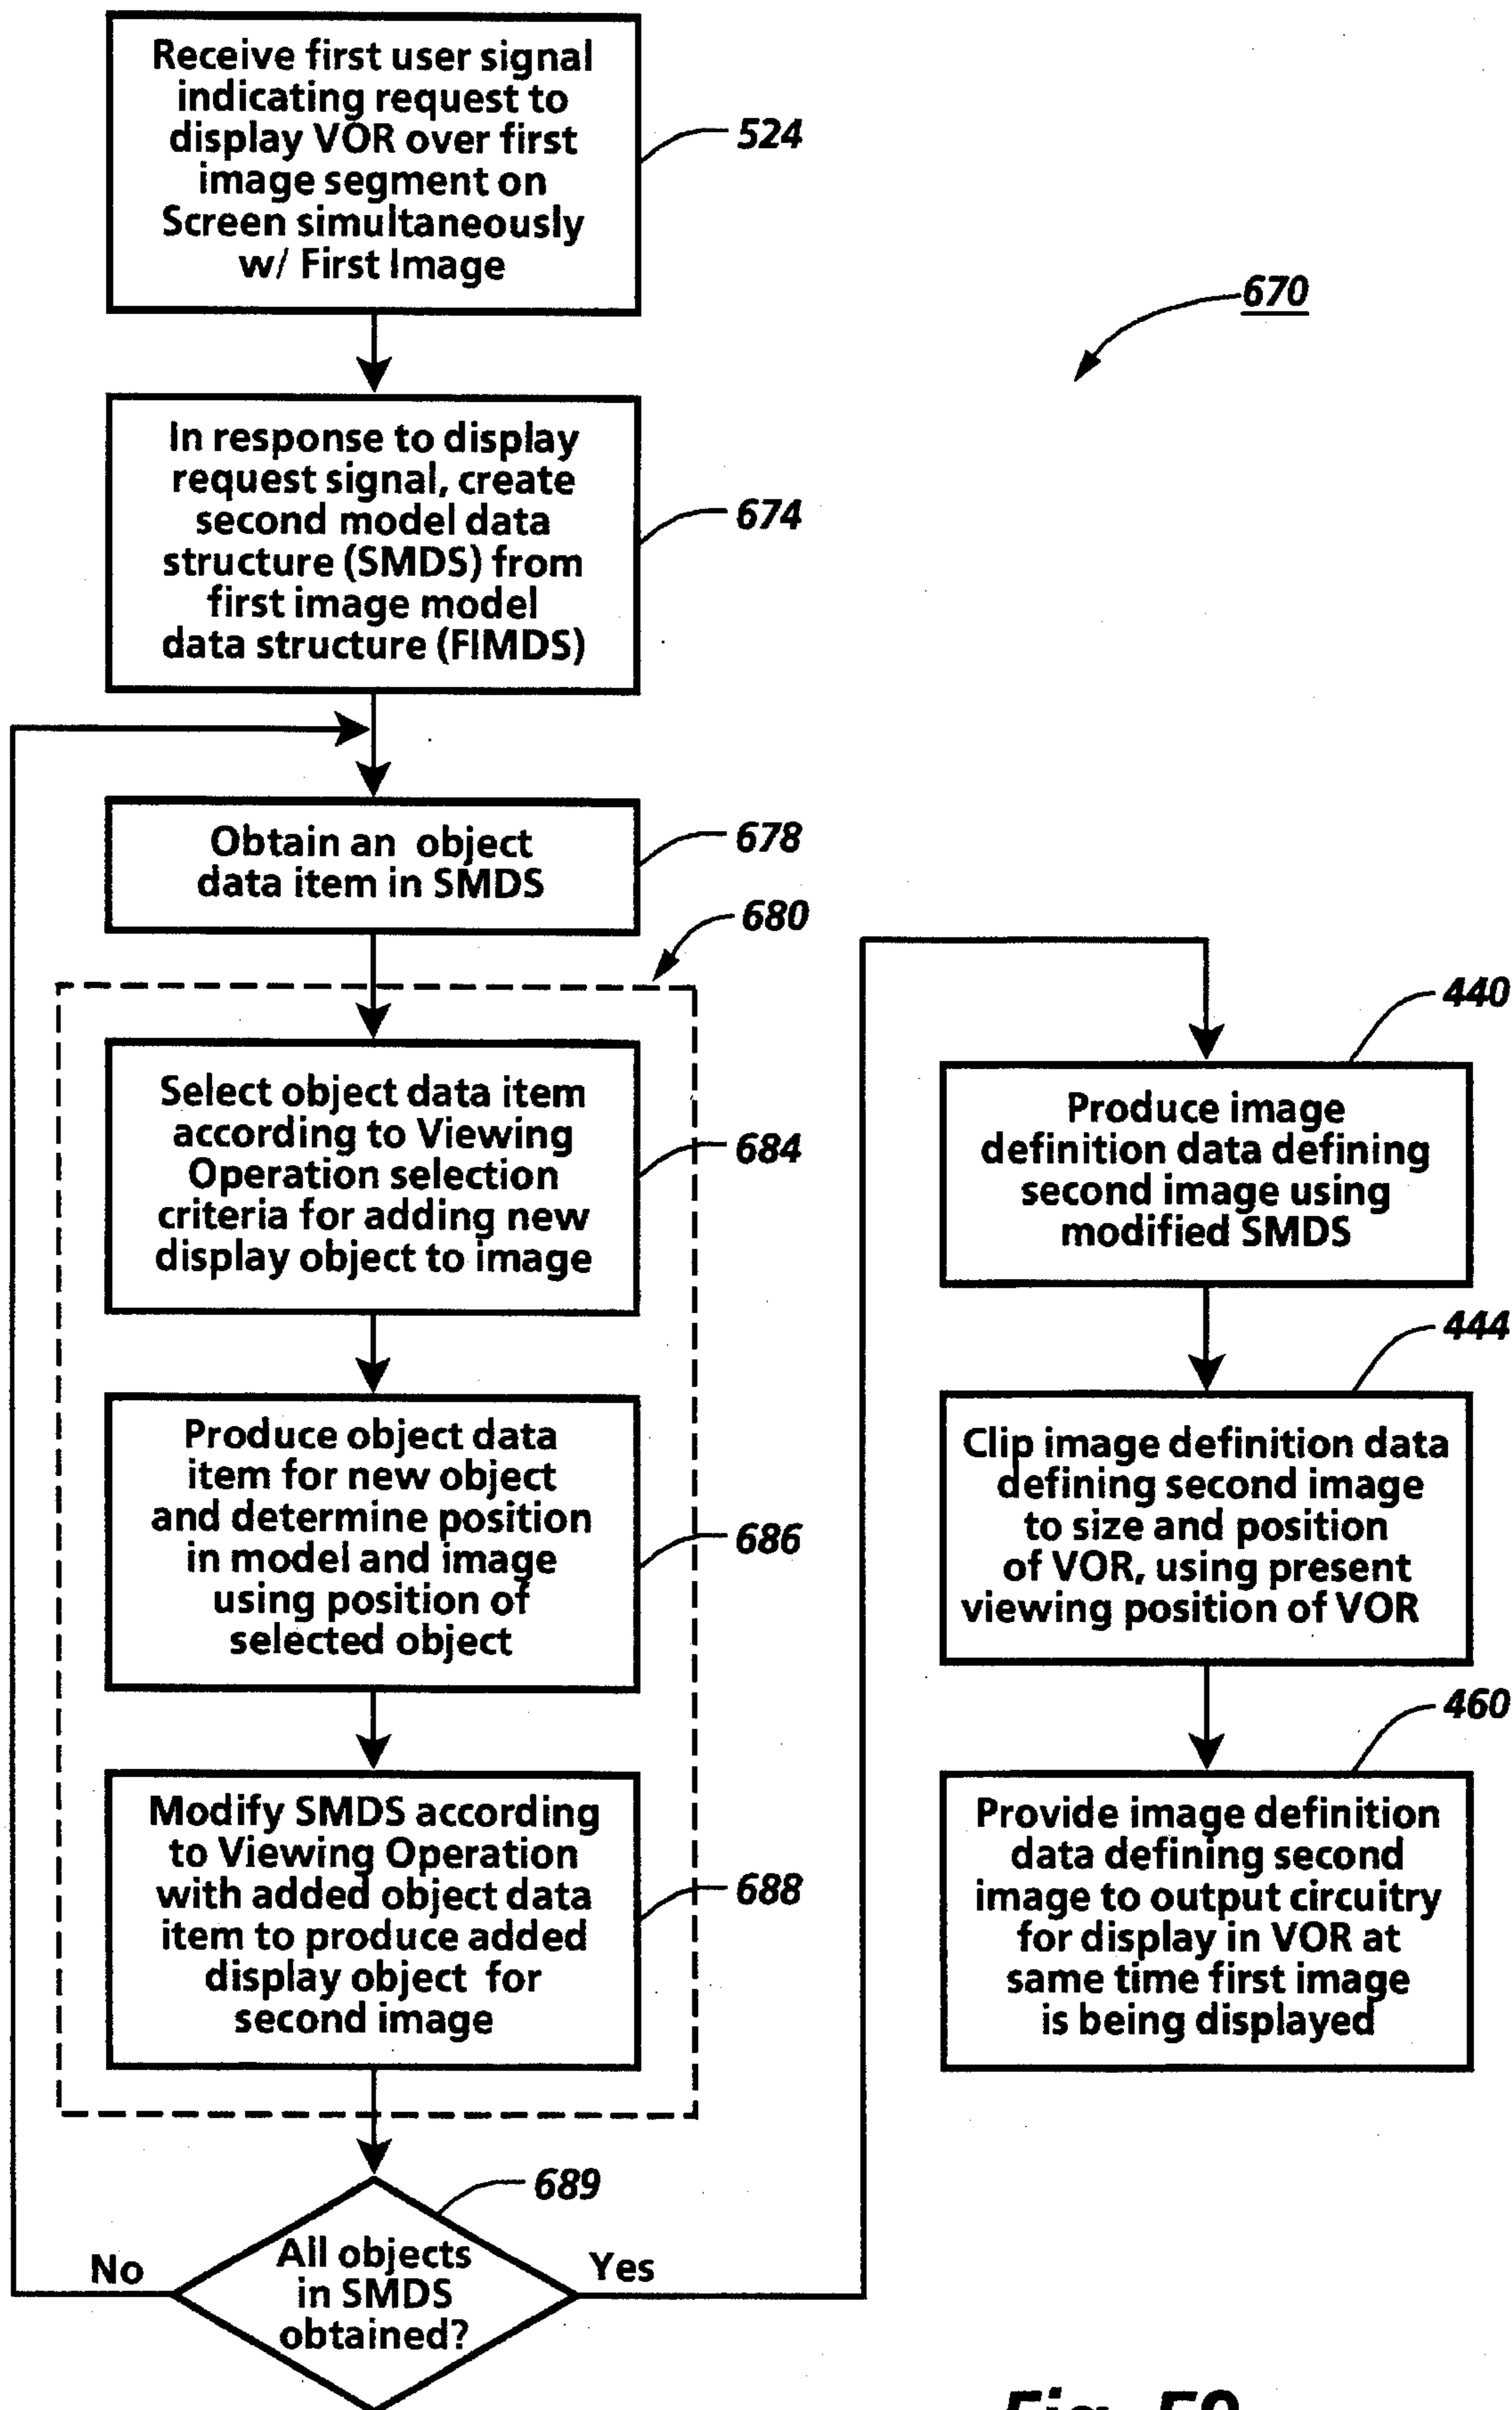 Receive first user signal
indicating request to
display VOR over first
image segment on
Screen simultaneously
w/ First Image
524
670
In response to display
request signal, create
second model data
structure (SMDS) from
first image model
data structure (FIMDS)
674
Obtain an object
data item in SMDS
678
680
Select object data item
according to Viewing
Operation selection
criteria for adding new
display object to image
684
Produce object data
item for new object
and determine position
in model and image
using position of
selected object
686
Modify SMDS according
to Viewing Operation
with added object data
item to produce added
display object for
second image
688
689
All objects
in SMDS
obtained?
No
Yes
440
Produce image
definition data defining
second image using
modified SMDS
444
Clip image definition data
defining second image
to size and position
of VOR, using present
viewing position of VOR
460
Provide image definition
data defining second
image to output circuitry
for display in VOR at
same time first image
is being displayed